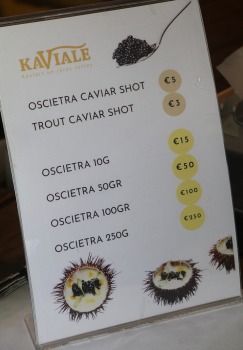 KAVIALE
OSCIETRA CAVIAR SHOT €5
TROUT CAVIAR SHOT €3
OSCIETRA 10G €15
OSCIETRA 50GR €50
OSCIETRA 100GR €100
OSCIETRA 250G €250